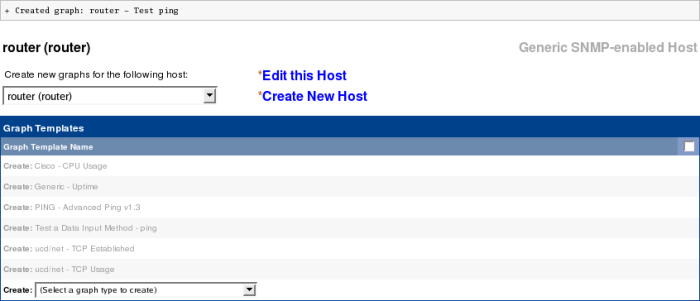 + Created graph: router - Test ping
router (router)
Generic SNMP-enabled Host
Create new graphs for the following host:
*Edit this Host
router (router)
*Create New Host
Graph Templates
Graph Template Name
Create: Cisco - CPU Usage
Create: Generic - Uptime
Create: PING - Advanced Ping v1.3
Create: Test a Data Input Method - ping
Create: ucd/net - TCP Established
Create: ucd/net - TCP Usage
Create: (Select a graph type to create)